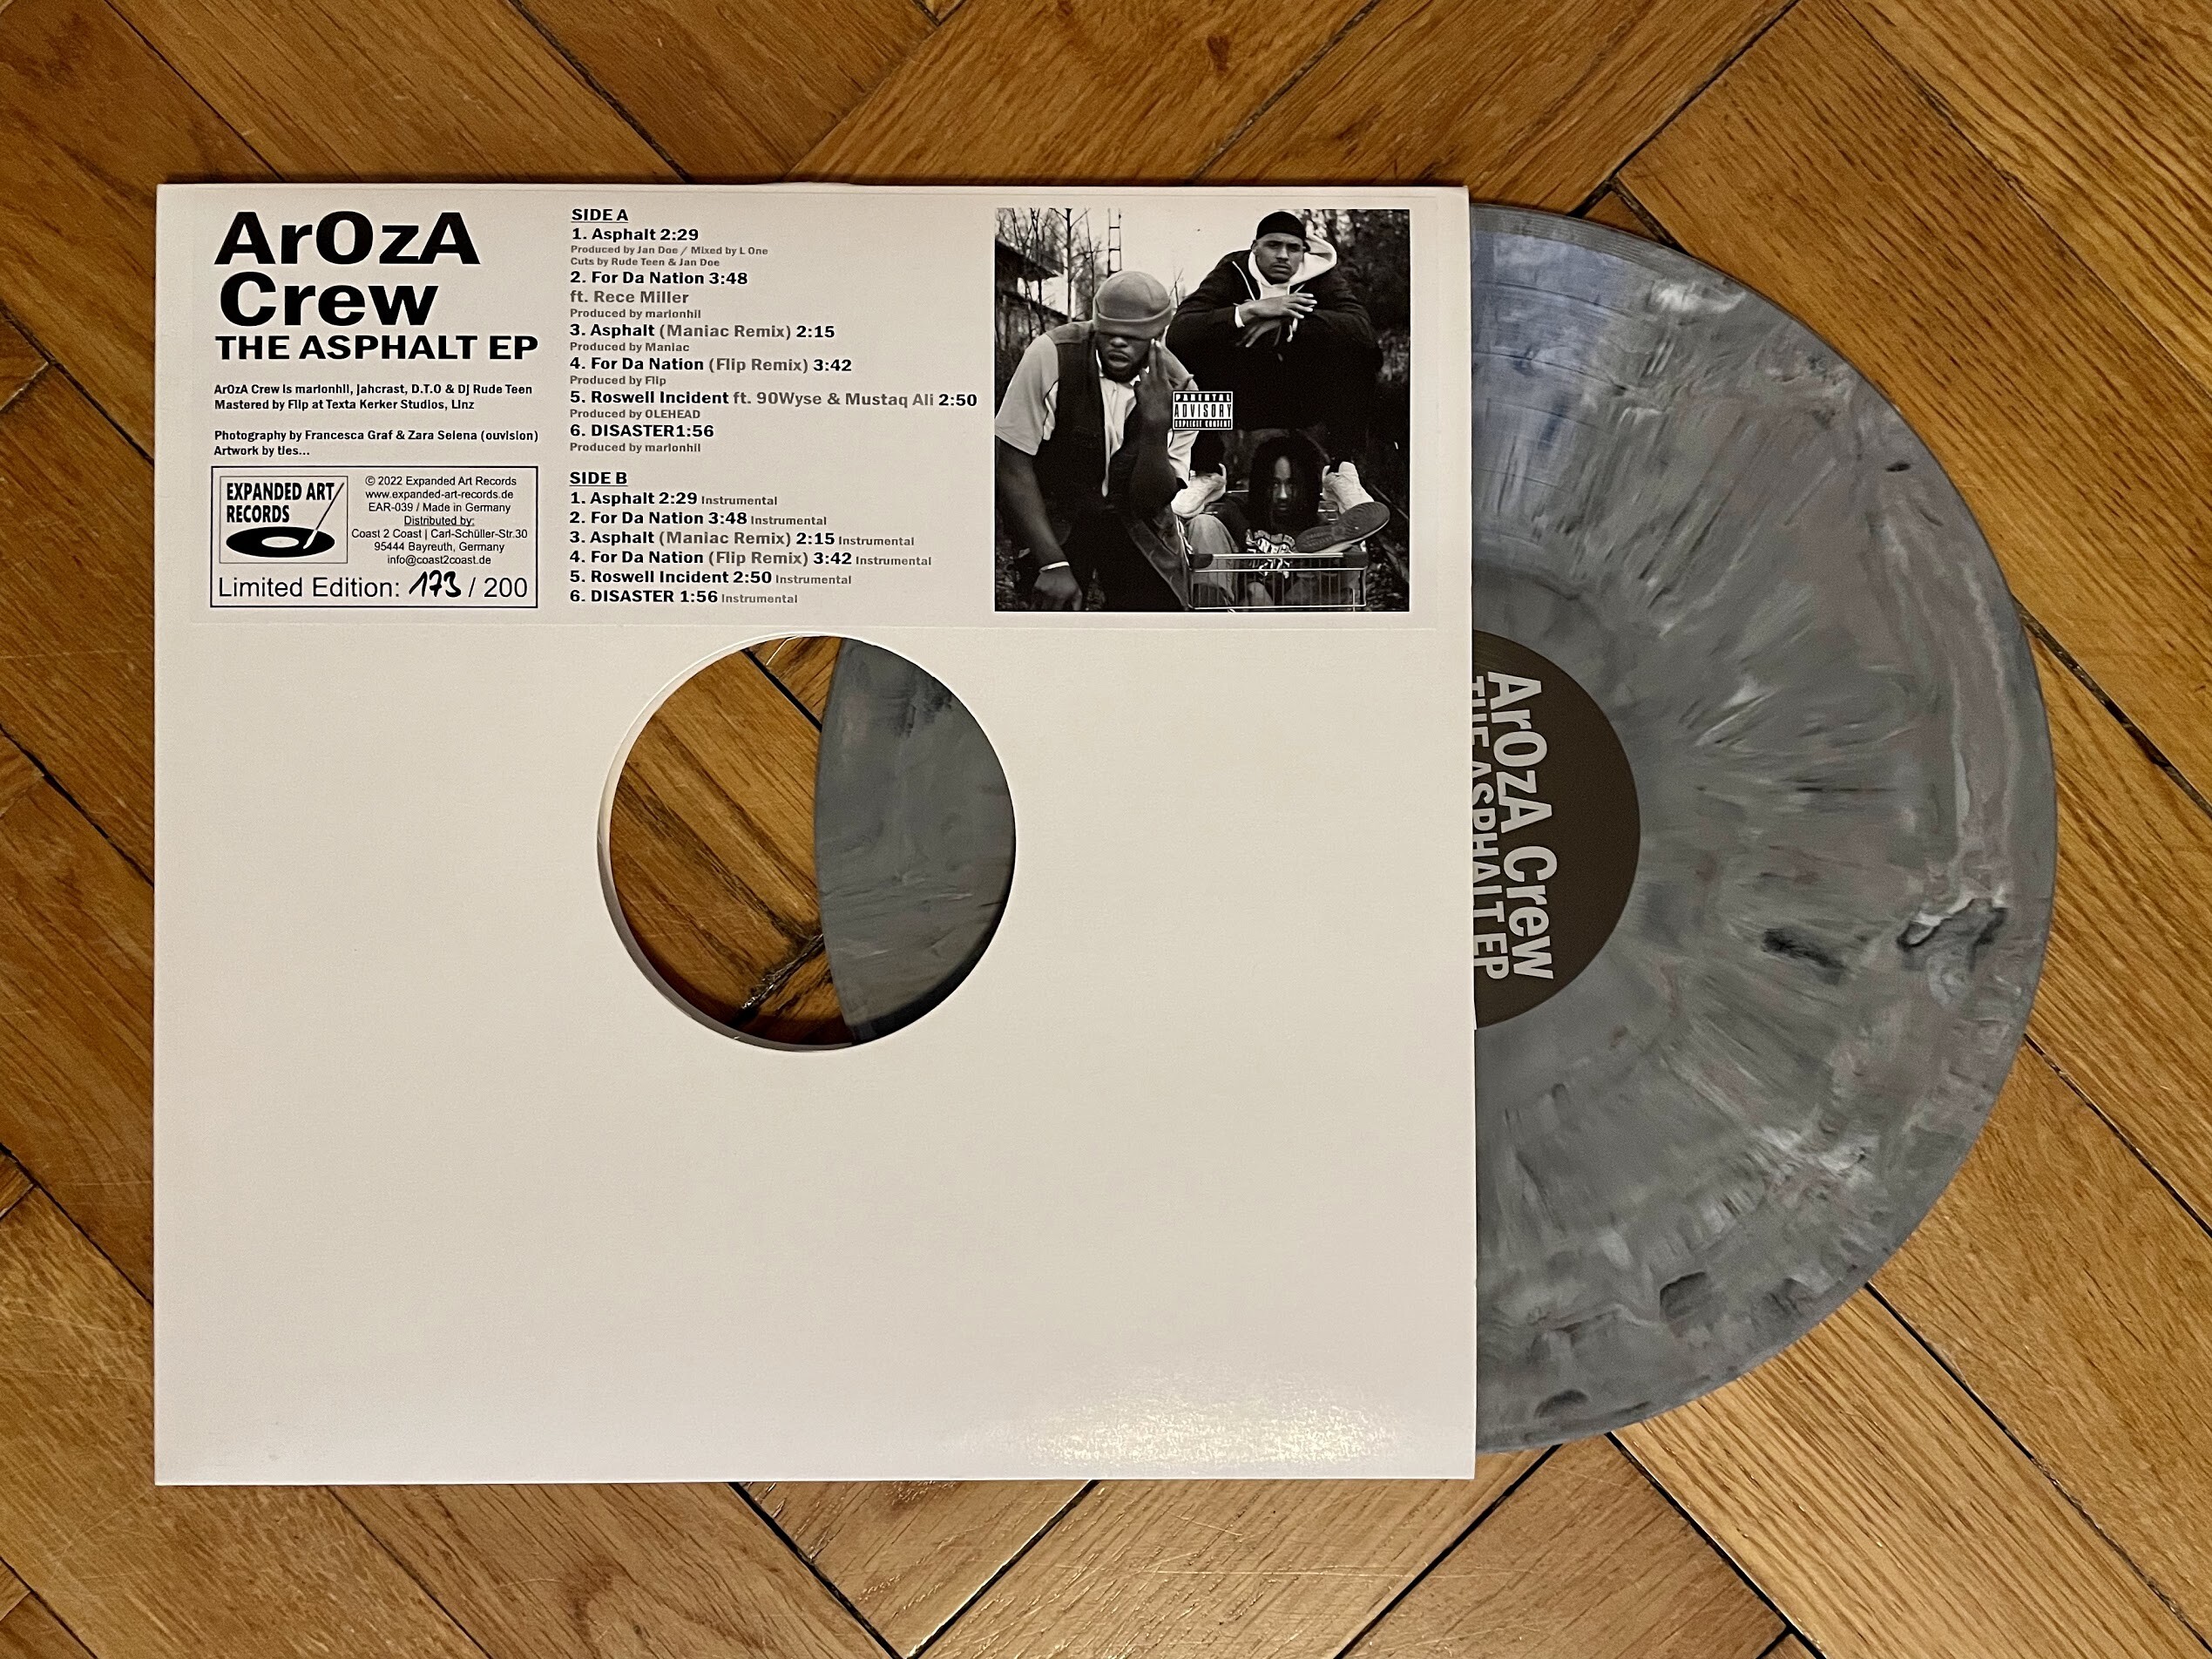 ArOzA
Crew
THE ASPHALT EP
ArOzA Crew is marlonhil, jahcrast, D.T.O & DJ Rude Teen
Mastered by Flip at Texta Kerker Studios, Linz
Photography by Francesca Graf & Zara Selena (ouvision)
Artwork by ties...
EXPANDED ART
RECORDS
© 2022 Expanded Art Records
www.expanded-art-records.de
EAR-039 / Made in Germany
Distributed by:
Coast 2 Coast | Carl-Schüller-Str.30
95444 Bayreuth, Germany
info@coast2coast.de
Limited Edition: 173 / 200
SIDE A
1. Asphalt 2:29
Produced by Jan Doe / Mixed by L One
Cuts by Rude Teen & Jan Doe
2. For Da Nation 3:48
ft. Rece Miller
Produced by marlonhil
3. Asphalt (Maniac Remix) 2:15
Produced by Maniac
4. For Da Nation (Flip Remix) 3:42
Produced by Flip
5. Roswell Incident ft. 90Wyse & Mustaq Ali 2:50
Produced by OLEHEAD
6. DISASTER1:56
Produced by marlonhil
SIDE B
1. Asphalt 2:29 Instrumental
2. For Da Nation 3:48 Instrumental
3. Asphalt (Maniac Remix) 2:15 Instrumental
4. For Da Nation (Flip Remix) 3:42 Instrumental
5. Roswell Incident 2:50 Instrumental
6. DISASTER 1:56 Instrumental
PARENTAL
ADVISORY
EXPLICIT CONTENT
ArOzA Crew
THE ASPHALT EP